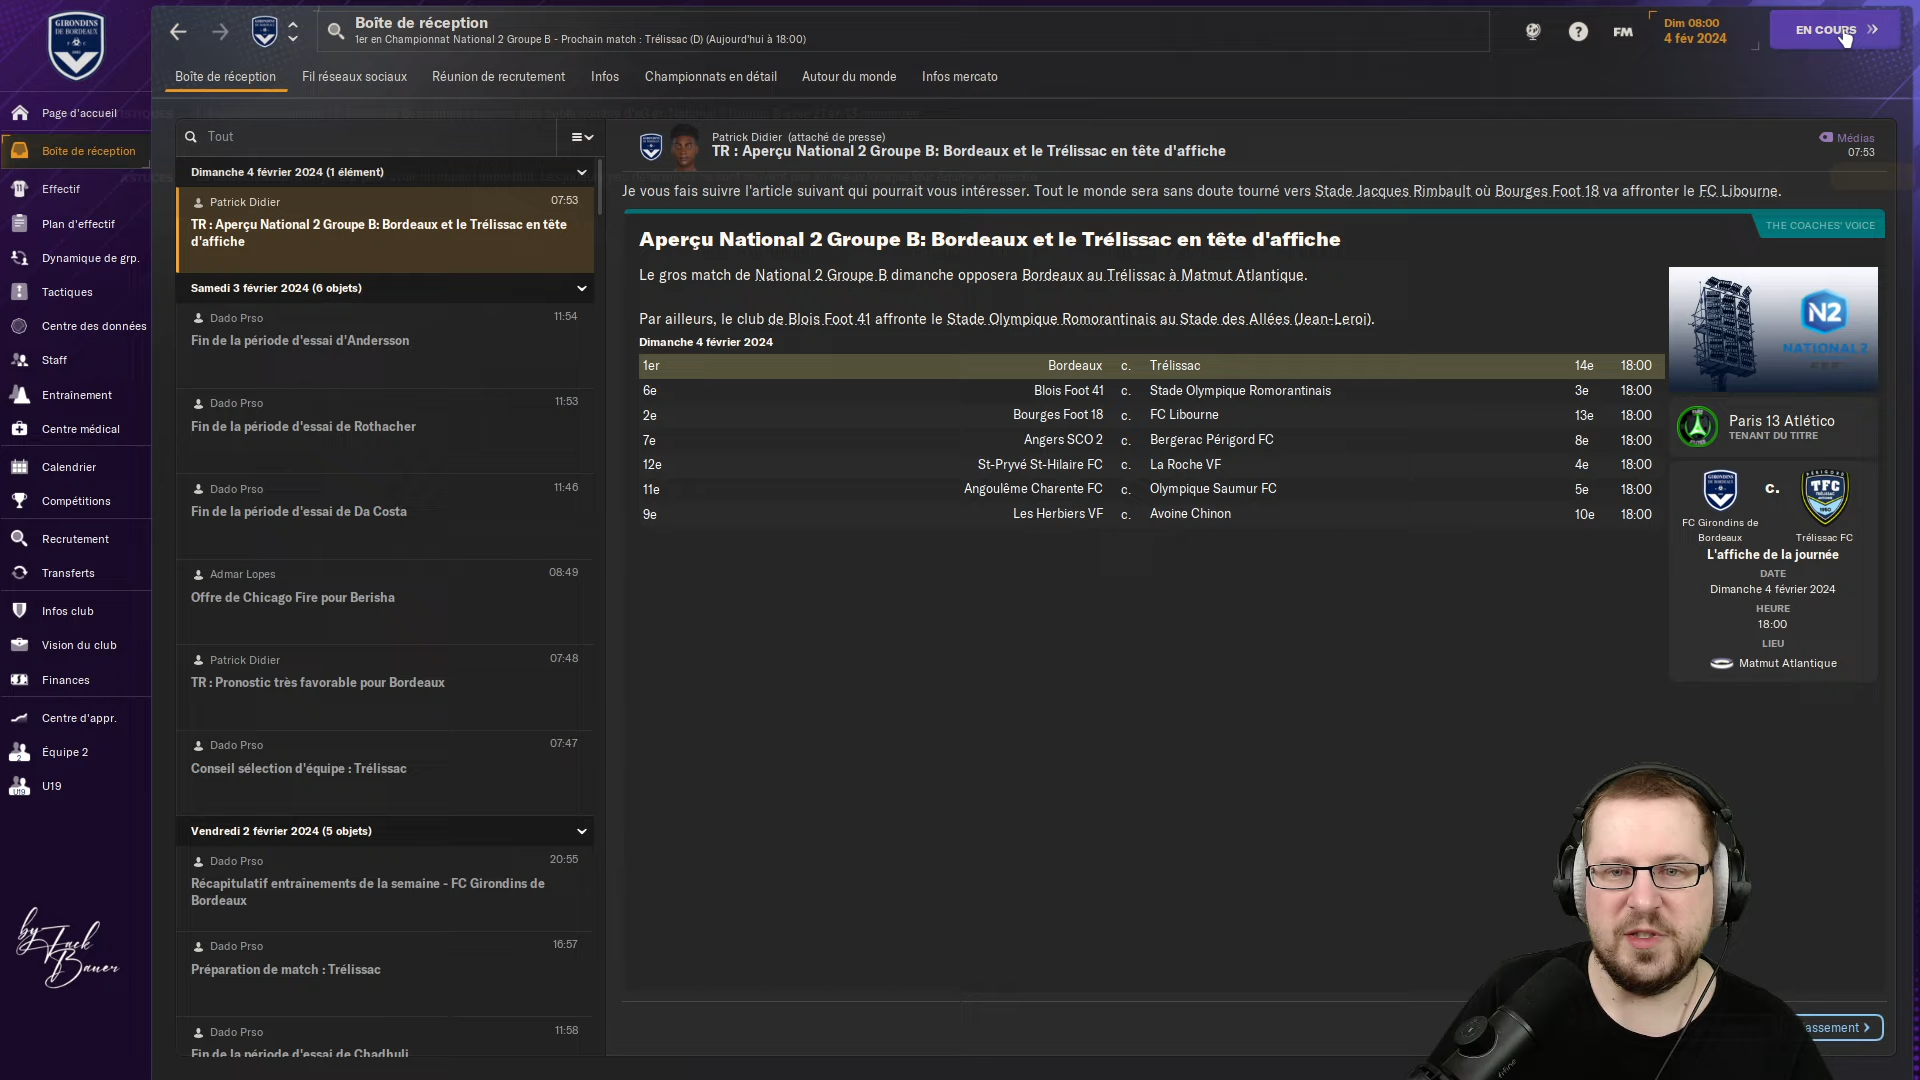 GIRONDINS
DE BORDEAUX
Boîte de réception
1er en Championnat National 2 Groupe B - Prochain match : Trélissac (D) (Aujourd'hui à 18:00)
?
FM
Dim 08:00
4 fév 2024
EN COURS
Boîte de réception
Fil réseaux sociaux
Réunion de recrutement
Infos
Championnats en détail
Autour du monde
Infos mercato
Page d'accueil
Boîte de réception
Effectif
Plan d'effectif
Dynamique de grp.
Tactiques
Centre des données
Staff
Entraînement
Centre médical
Calendrier
Compétitions
Recrutement
Transferts
Infos club
Vision du club
Finances
Centre d'appr.
Équipe 2
U19
by Jack
Bauer
Tout
Dimanche 4 février 2024 (1 élément)
Patrick Didier 07:53
TR : Aperçu National 2 Groupe B: Bordeaux et le Trélissac en tête
d'affiche
Samedi 3 février 2024 (6 objets)
Dado Prso 11:54
Fin de la période d'essai d'Andersson
Dado Prso 11:53
Fin de la période d'essai de Rothacher
Dado Prso 11:46
Fin de la période d'essai de Da Costa
Admar Lopes 08:49
Offre de Chicago Fire pour Berisha
Patrick Didier 07:48
TR : Pronostic très favorable pour Bordeaux
Dado Prso 07:47
Conseil sélection d'équipe : Trélissac
Vendredi 2 février 2024 (5 objets)
Dado Prso 20:55
Récapitulatif entraînements de la semaine - FC Girondins de
Bordeaux
Dado Prso 16:57
Préparation de match : Trélissac
Dado Prso 11:58
Fin de la période d'essai de Chadhuli
Patrick Didier (attaché de presse)
TR : Aperçu National 2 Groupe B: Bordeaux et le Trélissac en tête d'affiche
Médias
07:53
Je vous fais suivre l'article suivant qui pourrait vous intéresser. Tout le monde sera sans doute tourné vers Stade Jacques Rimbault où Bourges Foot 18 va affronter le FC Libourne.
THE COACHES' VOICE
Aperçu National 2 Groupe B: Bordeaux et le Trélissac en tête d'affiche
Le gros match de National 2 Groupe B dimanche opposera Bordeaux au Trélissac à Matmut Atlantique.
Par ailleurs, le club de Blois Foot 41 affronte le Stade Olympique Romorantinais au Stade des Allées (Jean-Leroi).
Dimanche 4 février 2024
1er Bordeaux c. Trélissac 14e 18:00
6e Blois Foot 41 c. Stade Olympique Romorantinais 3e 18:00
2e Bourges Foot 18 c. FC Libourne 13e 18:00
7e Angers SCO 2 c. Bergerac Périgord FC 8e 18:00
12e St-Pryvé St-Hilaire FC c. La Roche VF 4e 18:00
11e Angoulême Charente FC c. Olympique Saumur FC 5e 18:00
9e Les Herbiers VF c. Avoine Chinon 10e 18:00
N2
NATIONAL 2
Paris 13 Atlético
TENANT DU TITRE
c.
TFC
FC Girondins de
Bordeaux
Trélissac FC
L'affiche de la journée
DATE
Dimanche 4 février 2024
HEURE
18:00
LIEU
Matmut Atlantique
assement